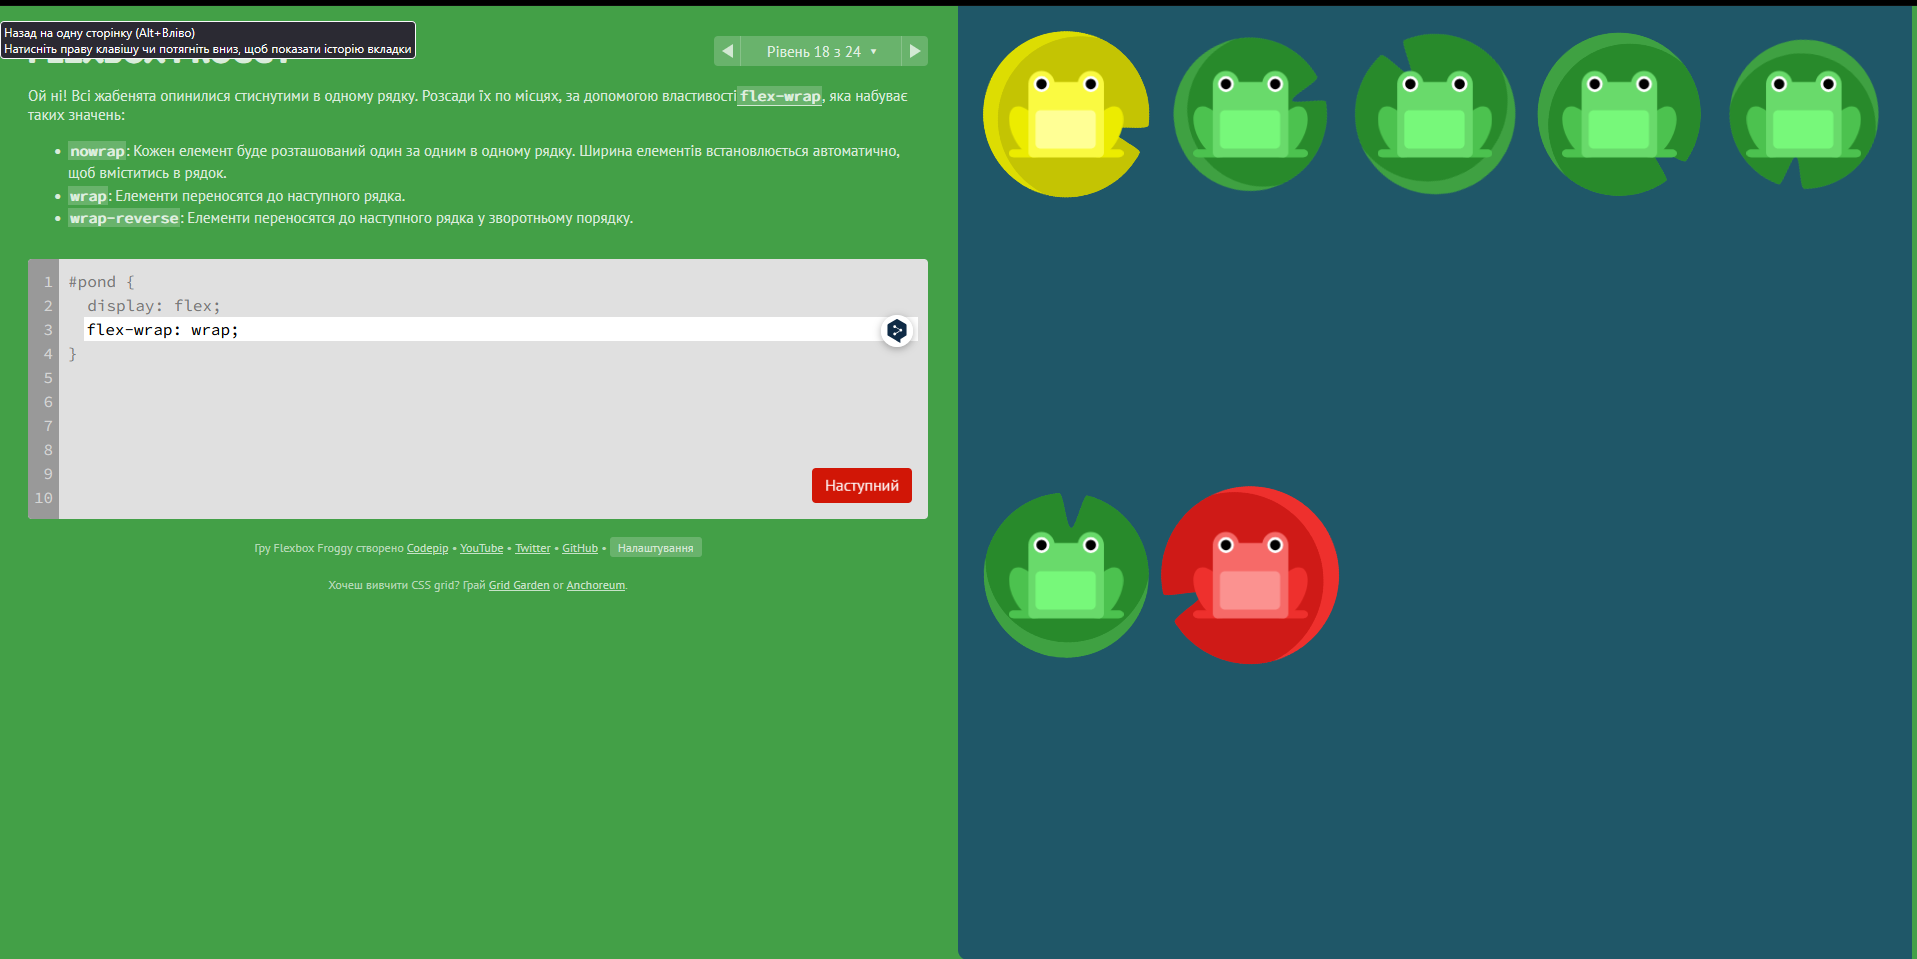 Назад на одну сторінку (Alt+Вліво)
Натисніть праву клавішу чи потягніть вниз, щоб показати історію вкладки
Рівень 18 з 24 ▾
Ой ні! Всі жабенята опинилися стиснутими в одному рядку. Розсади їх по місцях, за допомогою властивості flex-wrap, яка набуває
таких значень:
• nowrap: Кожен елемент буде розташований один за одним в одному рядку. Ширина елементів встановлюється автоматично,
щоб вміститись в рядок.
• wrap: Елементи переносятся до наступного рядка.
• wrap-reverse: Елементи переносятся до наступного рядка у зворотньому порядку.
1 #pond {
2 display: flex;
3 flex-wrap: wrap;
4 }
5
6
7
8
9
10
Наступний
Гру Flexbox Froggy створено Codepip • YouTube • Twitter • GitHub • Налаштування
Хочеш вивчити CSS grid? Грай Grid Garden or Anchoreum.